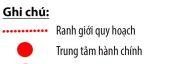 Ghi chú:
Ranh giới quy hoạch
Trung tâm hành chính